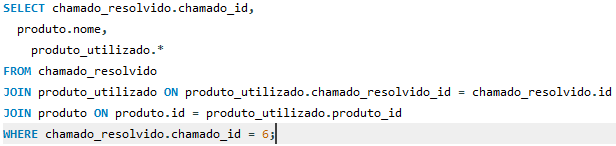 SELECT chamado_resolvido.chamado_id,
produto.nome,
produto_utilizado.*
FROM chamado_resolvido
JOIN produto_utilizado ON produto_utilizado.chamado_resolvido_id = chamado_resolvido.id
JOIN produto ON produto.id = produto_utilizado.produto_id
WHERE chamado_resolvido.chamado_id = 6;